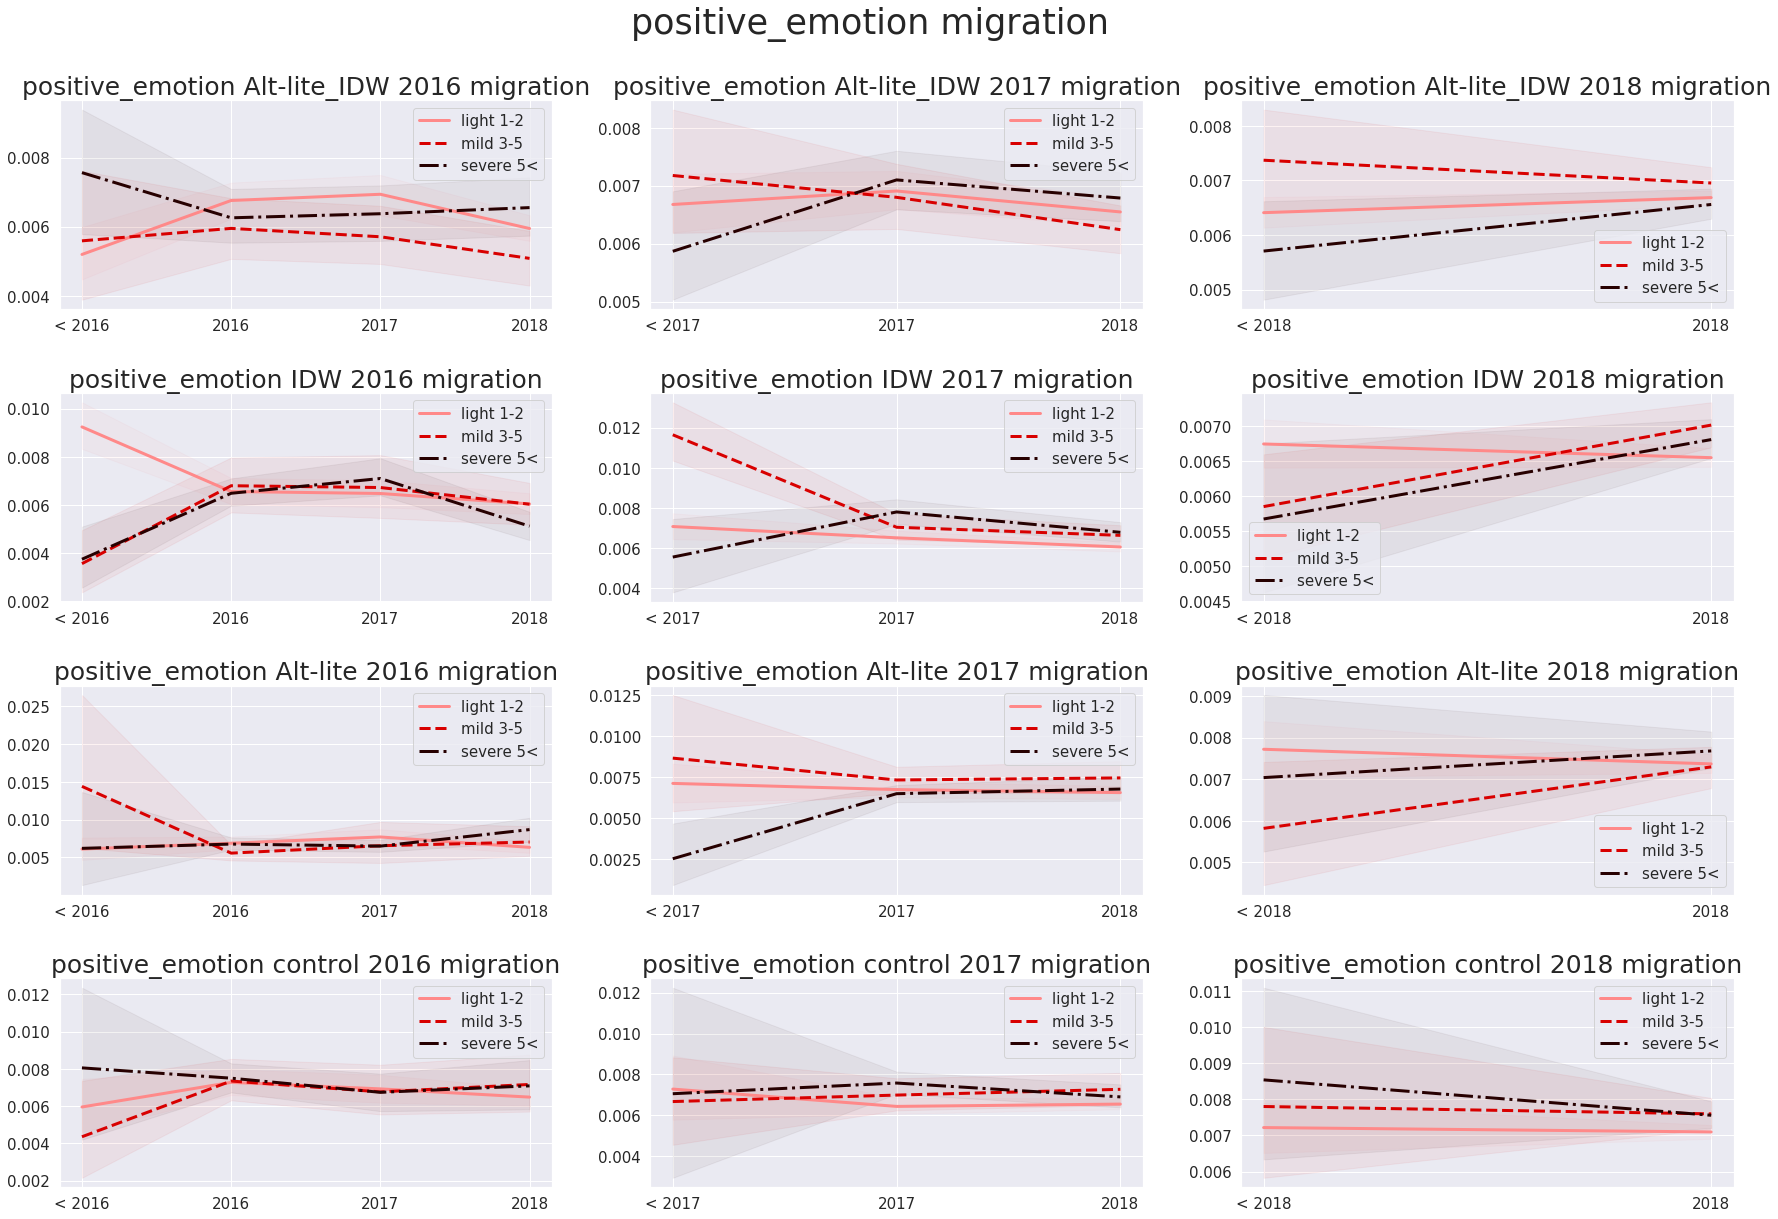 positive_emotion migration
positive_emotion Alt-lite_IDW 2016 migration
0.008
0.006
0.004
< 2016
2016
2017
2018
light 1-2
mild 3-5
severe 5<
positive_emotion Alt-lite_IDW 2017 migration
0.008
0.007
0.006
0.005
< 2017
2017
2018
light 1-2
mild 3-5
severe 5<
positive_emotion Alt-lite_IDW 2018 migration
0.008
0.007
0.006
0.005
< 2018
2018
light 1-2
mild 3-5
severe 5<
positive_emotion IDW 2016 migration
0.010
0.008
0.006
0.004
0.002
< 2016
2016
2017
2018
light 1-2
mild 3-5
severe 5<
positive_emotion IDW 2017 migration
0.012
0.010
0.008
0.006
0.004
< 2017
2017
2018
light 1-2
mild 3-5
severe 5<
positive_emotion IDW 2018 migration
0.0070
0.0065
0.0060
0.0055
0.0050
0.0045
< 2018
2018
light 1-2
mild 3-5
severe 5<
positive_emotion Alt-lite 2016 migration
0.025
0.020
0.015
0.010
0.005
< 2016
2016
2017
2018
light 1-2
mild 3-5
severe 5<
positive_emotion Alt-lite 2017 migration
0.0125
0.0100
0.0075
0.0050
0.0025
< 2017
2017
2018
light 1-2
mild 3-5
severe 5<
positive_emotion Alt-lite 2018 migration
0.009
0.008
0.007
0.006
0.005
< 2018
2018
light 1-2
mild 3-5
severe 5<
positive_emotion control 2016 migration
0.012
0.010
0.008
0.006
0.004
0.002
< 2016
2016
2017
2018
light 1-2
mild 3-5
severe 5<
positive_emotion control 2017 migration
0.012
0.010
0.008
0.006
0.004
< 2017
2017
2018
light 1-2
mild 3-5
severe 5<
positive_emotion control 2018 migration
0.011
0.010
0.009
0.008
0.007
0.006
< 2018
2018
light 1-2
mild 3-5
severe 5<